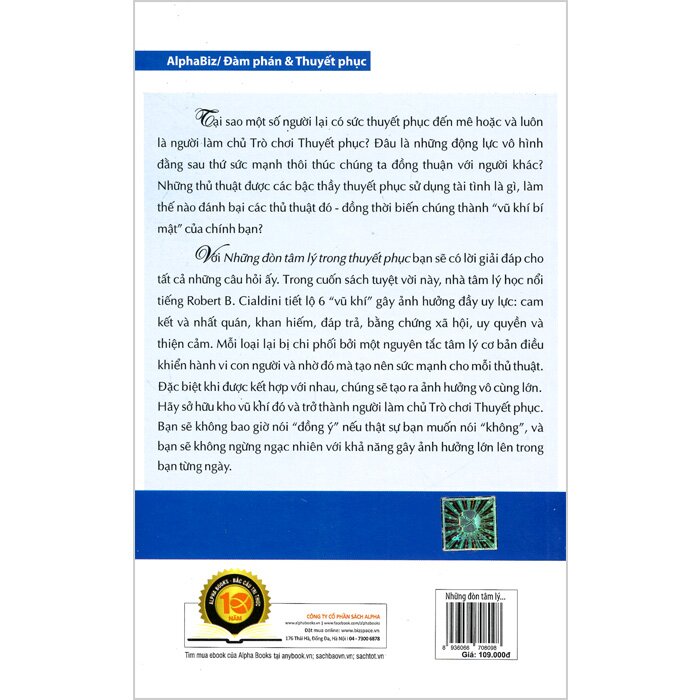 AlphaBiz/ Đàm phán & Thuyết phục
Tại sao một số người lại có sức thuyết phục đến mê hoặc và luôn
là người làm chủ Trò chơi Thuyết phục? Đâu là những động lực vô hình
đằng sau thứ sức mạnh thôi thúc chúng ta đồng thuận với người khác?
Những thủ thuật được các bậc thầy thuyết phục sử dụng tài tình là gì, làm
thế nào đánh bại các thủ thuật đó - đồng thời biến chúng thành “vũ khí bí
mật” của chính bạn?
Với Những đòn tâm lý trong thuyết phục bạn sẽ có lời giải đáp cho
tất cả những câu hỏi ấy. Trong cuốn sách tuyệt vời này, nhà tâm lý học nổi
tiếng Robert B. Cialdini tiết lộ 6 “vũ khí” gây ảnh hưởng đầy uy lực: cam
kết và nhất quán, khan hiếm, đáp trả, bằng chứng xã hội, uy quyền và
thiện cảm. Mỗi loại lại bị chi phối bởi một nguyên tắc tâm lý cơ bản điều
khiển hành vi con người và nhờ đó mà tạo nên sức mạnh cho mỗi thủ thuật.
Đặc biệt khi được kết hợp với nhau, chúng sẽ tạo ra ảnh hưởng vô cùng lớn.
Hãy sở hữu kho vũ khí đó và trở thành người làm chủ Trò chơi Thuyết phục.
Bạn sẽ không bao giờ nói “đồng ý” nếu thật sự bạn muốn nói “không”, và
bạn sẽ không ngừng ngạc nhiên với khả năng gây ảnh hưởng lớn lên trong
bạn từng ngày.
ALPHA BOOKS - BẮC CẦU TRI THỨC
10
NĂM
CÔNG TY CỔ PHẦN SÁCH ALPHA
www.alphabooks.vn | www.facebook.com/alphabooks
Đặt mua online: www.bizspace.vn
176 Thái Hà, Đống Đa, Hà Nội | 04 - 7300 6878
Tìm mua ebook của Alpha Books tại anybook.vn; sachbaovn.vn; sachtot.vn.
Những đòn tâm lý...
8 936066 708098
Giá: 109.000đ